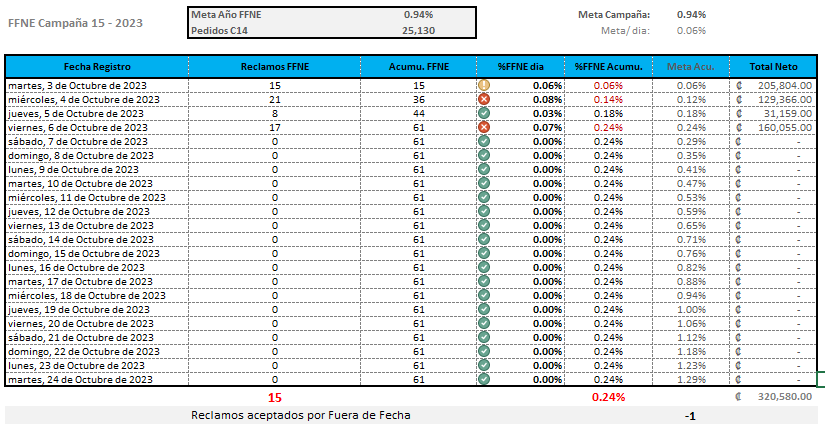 FFNE Campaña 15 - 2023
Meta Año FFNE 0.94%
Pedidos C14 25,130
Meta Campaña: 0.94%
Meta/ dia: 0.06%
Fecha Registro Reclamos FFNE Acumu. FFNE %FFNE dia %FFNE Acumu. Meta Acu. Total Neto
martes, 3 de Octubre de 2023 15 15 0.06% 0.06% 0.06% ₡ 205,804.00
miércoles, 4 de Octubre de 2023 21 36 0.08% 0.14% 0.12% ₡ 129,366.00
jueves, 5 de Octubre de 2023 8 44 0.03% 0.18% 0.18% ₡ 31,159.00
viernes, 6 de Octubre de 2023 17 61 0.07% 0.24% 0.24% ₡ 160,055.00
sábado, 7 de Octubre de 2023 0 61 0.00% 0.24% 0.29% ₡ -
domingo, 8 de Octubre de 2023 0 61 0.00% 0.24% 0.35% ₡ -
lunes, 9 de Octubre de 2023 0 61 0.00% 0.24% 0.41% ₡ -
martes, 10 de Octubre de 2023 0 61 0.00% 0.24% 0.47% ₡ -
miércoles, 11 de Octubre de 2023 0 61 0.00% 0.24% 0.53% ₡ -
jueves, 12 de Octubre de 2023 0 61 0.00% 0.24% 0.59% ₡ -
viernes, 13 de Octubre de 2023 0 61 0.00% 0.24% 0.65% ₡ -
sábado, 14 de Octubre de 2023 0 61 0.00% 0.24% 0.71% ₡ -
domingo, 15 de Octubre de 2023 0 61 0.00% 0.24% 0.76% ₡ -
lunes, 16 de Octubre de 2023 0 61 0.00% 0.24% 0.82% ₡ -
martes, 17 de Octubre de 2023 0 61 0.00% 0.24% 0.88% ₡ -
miércoles, 18 de Octubre de 2023 0 61 0.00% 0.24% 0.94% ₡ -
jueves, 19 de Octubre de 2023 0 61 0.00% 0.24% 1.00% ₡ -
viernes, 20 de Octubre de 2023 0 61 0.00% 0.24% 1.06% ₡ -
sábado, 21 de Octubre de 2023 0 61 0.00% 0.24% 1.12% ₡ -
domingo, 22 de Octubre de 2023 0 61 0.00% 0.24% 1.18% ₡ -
lunes, 23 de Octubre de 2023 0 61 0.00% 0.24% 1.23% ₡ -
martes, 24 de Octubre de 2023 0 61 0.00% 0.24% 1.29% ₡ -
15 0.24% ₡ 320,580.00
Reclamos aceptados por Fuera de Fecha -1